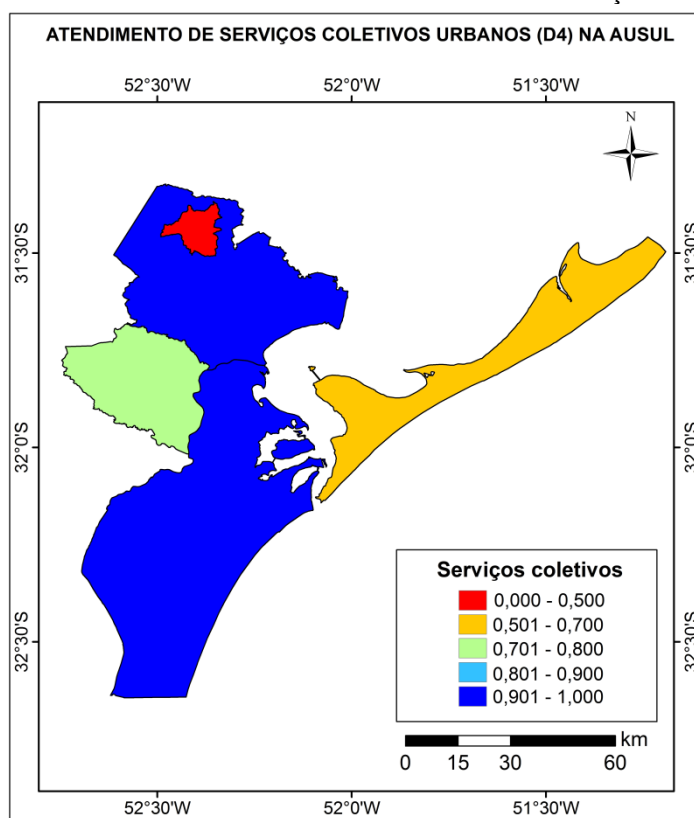 ATENDIMENTO DE SERVIÇOS COLETIVOS URBANOS (D4) NA AUSUL
52°30'W 52°0'W 51°30'W
N
31°30'S 31°30'S
32°0'S 32°0'S
32°30'S 32°30'S
Serviços coletivos
0,000 - 0,500
0,501 - 0,700
0,701 - 0,800
0,801 - 0,900
0,901 - 1,000
km
0 15 30 60
52°30'W 52°0'W 51°30'W